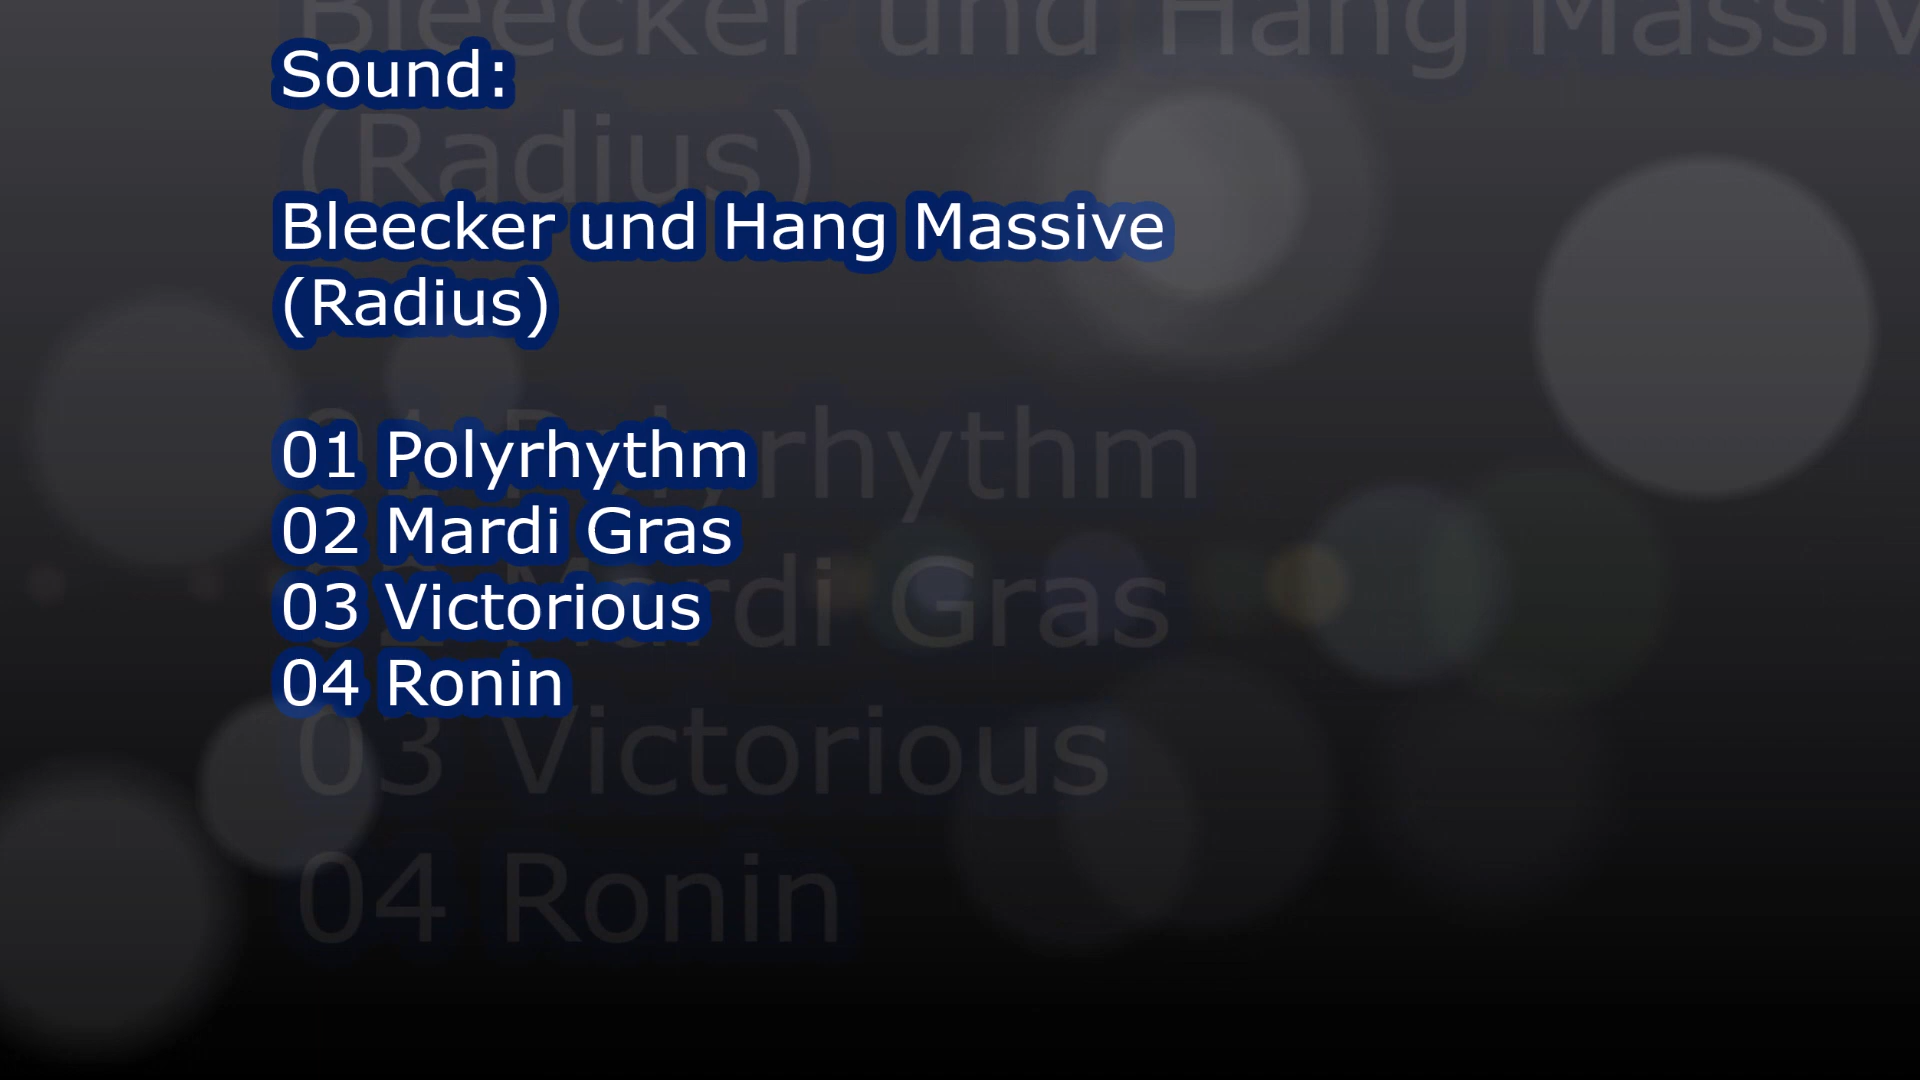 Sound:
Bleecker und Hang Massive
(Radius)
01 Polyrhythm
02 Mardi Gras
03 Victorious
04 Ronin